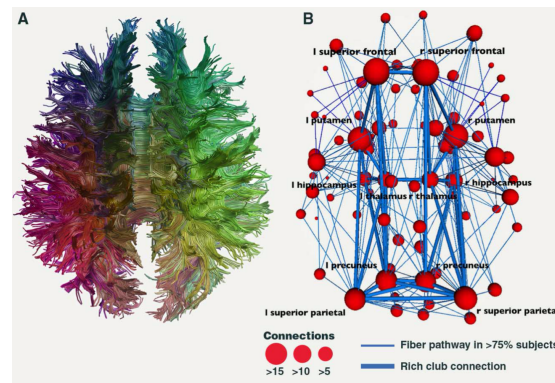 A
B
l superior frontal
r superior frontal
l putamen
r putamen
l hippocampus
l r hippocampus
l thalamus r thalamus
l precuneus
r precuneus
l superior parietal
r superior parietal
Connections
>15 >10 >5
Fiber pathway in >75% subjects
Rich club connection